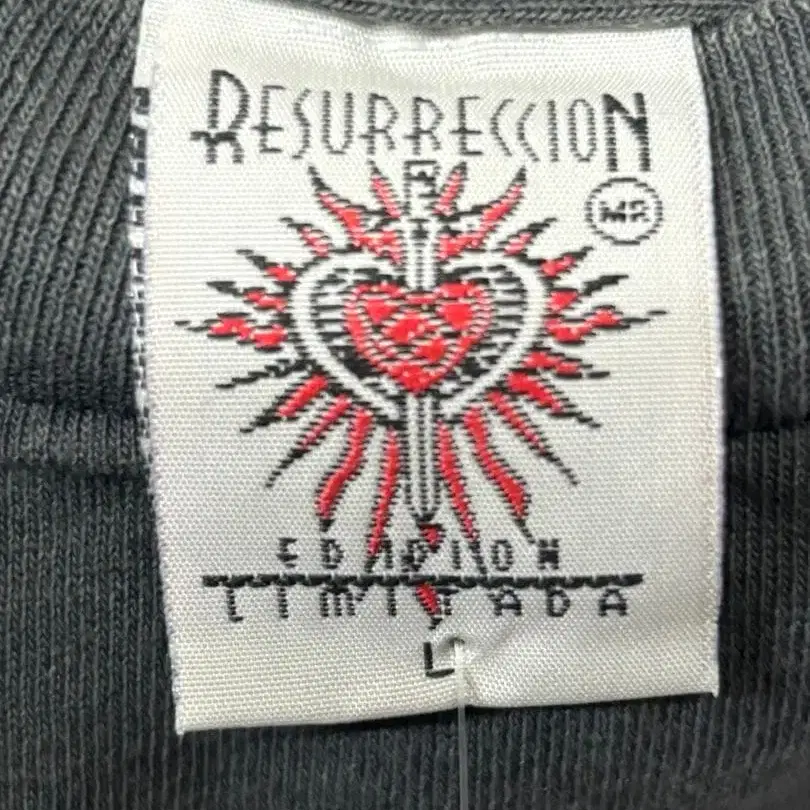 RESURRECCION
MR
EDICION
LIMITADA
L